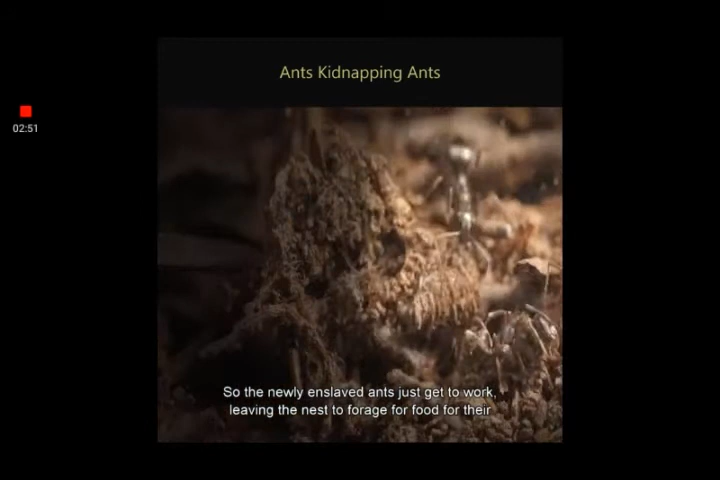 Ants Kidnapping Ants
02:51
So the newly enslaved ants just get to work,
leaving the nest to forage for food for their